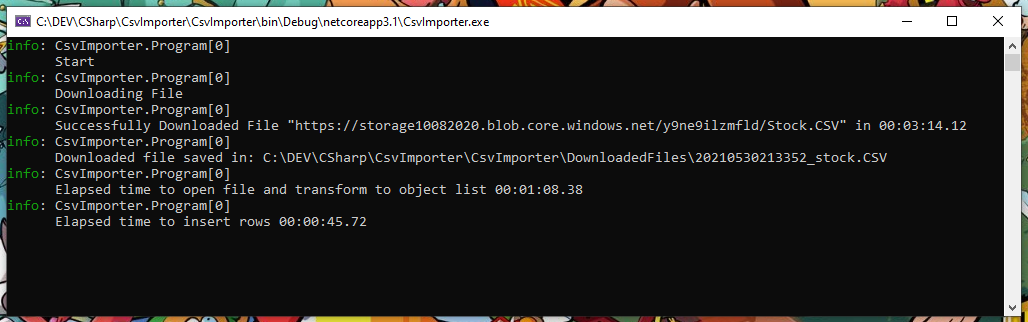 C:\DEV\CSharp\CsvImporter\CsvImporter\bin\Debug\netcoreapp3.1\CsvImporter.exe
info: CsvImporter.Program[0]
      Start
info: CsvImporter.Program[0]
      Downloading File
info: CsvImporter.Program[0]
      Successfully Downloaded File "https://storage10082020.blob.core.windows.net/y9ne9ilzmfld/Stock.CSV" in 00:03:14.12
info: CsvImporter.Program[0]
      Downloaded file saved in: C:\DEV\CSharp\CsvImporter\CsvImporter\DownloadedFiles\20210530213352_stock.CSV
info: CsvImporter.Program[0]
      Elapsed time to open file and transform to object list 00:01:08.38
info: CsvImporter.Program[0]
      Elapsed time to insert rows 00:00:45.72